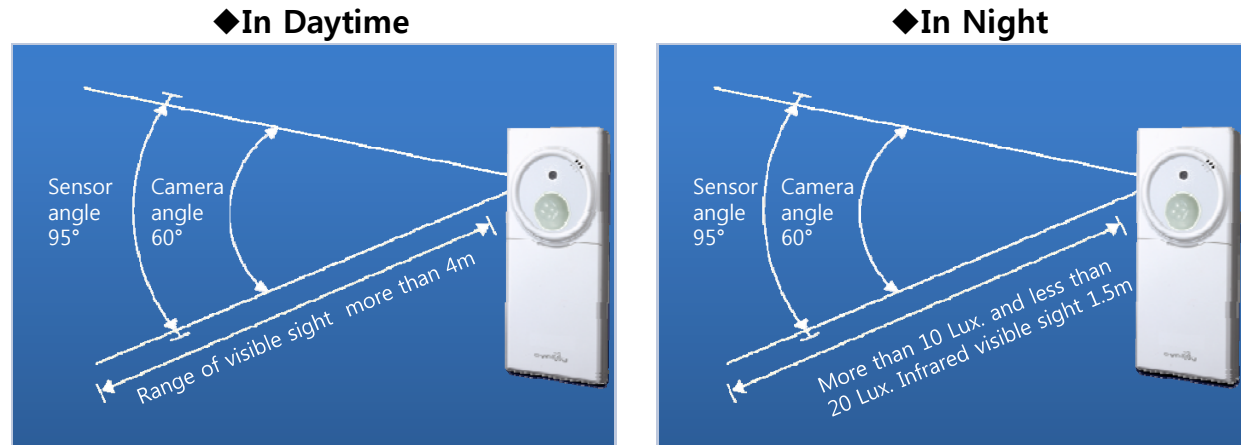 ◆In Daytime
Sensor
angle
95°
Camera
angle
60°
Range of visible sight more than 4m
◆In Night
Sensor
angle
95°
Camera
angle
60°
More than 10 Lux. and less than
20 Lux. Infrared visible sight 1.5m